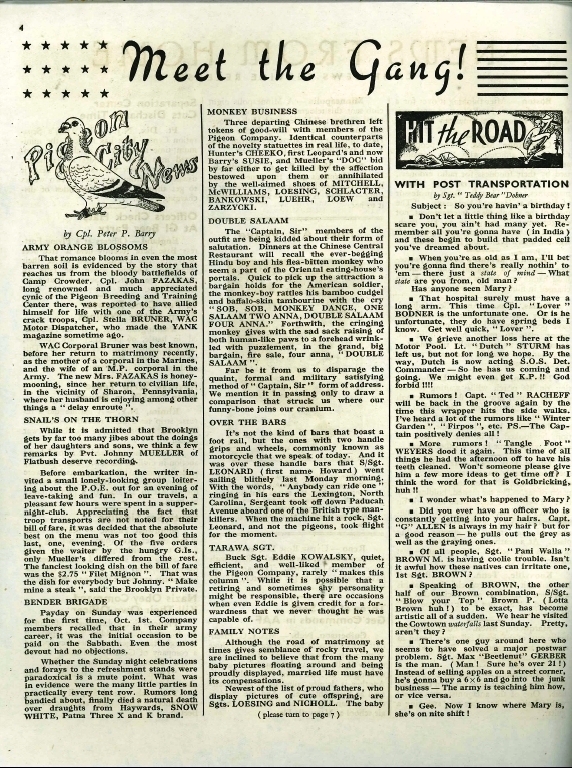 4
Meet the Gang!
Pigeon
City
News
by Cpl. Peter P. Barry
ARMY ORANGE BLOSSOMS
That romance blooms in even the most
barren soil is evidenced by the story that
reaches us from the bloody battlefields of
Camp Crowder. Cpl. John FAZAKAS,
long renowned and much appreciated
cynic of the Pigeon Breeding and Training
Center there, was reported to have allied
himself for life with one of the Army's
crack troops, Cpl. Stella BRUNER, WAC
Motor Dispatcher, who made the YANK
magazine sometime ago.
WAC Corporal Bruner was best known,
before her return to matrimony recently,
as the mother of a corporal in the Marines,
and the wife of an M.P. corporal in the
Army. The new Mrs. FAZAKAS is honey-
mooning, since her return to civilian life,
in the vicinity of Sharon, Pennsylvania,
where her husband is enjoying among other
things a " delay enroute ".
SNAIL'S ON THE THORN
While it is admitted that Brooklyn
gets by far too many jibes about the doings
of her daughters and sons, we think a few
remarks by Pvt. Johnny MUELLER of
Flatbush deserve recording.
Before embarkation, the writer in-
vited a small lonely-looking group loiter-
ing about the P.O.E. out for an evening of
leave-taking and fun. In our travels, a
pleasant few hours were spent in a supper-
night-club. Appreciating the fact that
troop transports are not noted for their
bill of fare, it was decided that the absolute
best on the menu was not too good this
last, one, evening. Of the five orders
given the waiter by the hungry G.Is.,
only Mueller's differed from the rest.
The fanciest looking dish on the bill of fare
was the $2.75 " Filet Mignon ". That was
the dish for everybody but Johnny. " Make
mine a steak ", said the Brooklyn Private.
BENDER BRIGADE
Payday on Sunday was experienced
for the first time, Oct. 1st. Company
members recalled that in their army
career, it was the initial occasion to be
paid on the Sabbath. Even the most
devout had no objections.
Whether the Sunday night celebrations
and forays to the refreshment stands were
paradoxical is a mute point. What was
in evidence were the many little parties in
practically every tent row. Rumors long
bandied about, finally died a natural death
over draughts from Haywards, SNOW
WHITE, Patna Three X and K brand.
MONKEY BUSINESS
Three departing Chinese brethren left
tokens of good-will with members of the
Pigeon Company. Identical counterparts
of the novelty statuettes in real life, to date,
Hunter's CHEEKO, first Leopard's and now
Barry's SUSIE, and Mueller's "DOC" bid
by far either to get killed by the affection
bestowed upon them or annihilated
by the well-aimed shoes of MITCHELL,
McWILLIAMS, LOESING, SCHLACTER,
BANKOWSKI, LUEHR, LOEW and
ZARZYCKI.
DOUBLE SALAAM
The "Captain, Sir" members of the
outfit are being kidded about their form of
salutation. Dinners at the Chinese Central
Restaurant will recall the ever-begging
Hindu boy and his flea-bitten monkey who
seem a part of the Oriental eating-house's
portals. Quick to pick up the attraction a
bargain holds for the American soldier,
the monkey-boy rattles his bamboo cudgel
and baffalo-skin tambourine with the cry
" SOB, SOB, MONKEY DANCE, ONE
SALAAM TWO ANNA, DOUBLE SALAAM
FOUR ANNA." Forthwith, the cringing
monkey gives with the sad sack raising of
both human-like paws to a forehead wrink-
led with puzzlement, in the grand, big
bargain, fire sale, four anna, " DOUBLE
SALAAM ".
Far be it from us to disparage the
quaint, formal and military satisfying
method of " Captain, Sir " form of address.
We mention it in passing only to draw a
comparison that struck us where our
funny-bone joins our cranium.
OVER THE BARS
It's not the kind of bars that boast a
foot rail, but the ones with two handle
grips and wheels, commonly known as
motorcycle that we speak of today. And it
was over these handle bars that S/Sgt.
LEONARD ( first name Howard ) went
sailing blithely last Monday morning.
With the words, " Anybody can ride one "
ringing in his ears the Lexington, North
Carolina, Sergeant took off down Paducah
Avenue aboard one of the British type man-
killers. When the machine hit a rock, Sgt.
Leonard, and not the pigeons, took flight
for the moment.
TARAWA SGT.
Buck Sgt. Eddie KOWALSKY, quiet,
efficient, and well-liked member of
the Pigeon Company, rarely "makes this
column". While it is possible that a
retiring and sometimes shy personality
might be responsible, there are occasions
when even Eddie is given credit for a for-
wardness that we never thought he was
capable of.
FAMILY NOTES
Although the road of matrimony at
times gives semblance of rocky travel, we
are inclined to believe that from the many
baby pictures floating around and being
proudly displayed, married life must have
its compensations.
Newest of the list of proud fathers, who
display pictures of cute offspring, are
Sgts. LOESING and NICHOLL. The baby
( please turn to page 7 )
HIT the ROAD
WITH POST TRANSPORTATION
by Sgt. " Teddy Bear " Dohner
Subject : So you're havin' a birthday !
Don't let a little thing like a birthday
scare you, you ain't had many yet. Re-
member all you're gonna have ( in India )
and these begin to build that padded cell
you've dreamed about.
When you're as old as I am, I'll bet
you're gonna find there's really nothin' to
'em — there just a state of mind — What
state are you from, old man ?
Has anyone seen Mary ?
That hospital surely must have a
long arm. This time Cpl. " Lover "
BODNER is the unfortunate one. Or is he
unfortunate, they do have spring beds I
know. Get well quick, " Lover ".
We grieve another loss here at the
Motor Pool. Lt. " Dutch " STURM has
left us, but not for long we hope. By the
way, Dutch is now acting S.O.S. Det.
Commander — So he has us coming and
going. We might even get K.P. !! God
forbid !!!!
Rumors ! Capt. " Ted " RACHEFF
will be back in the groove again by the
time this wrapper hits the side walks.
I've heard a lot of the rumors like " Winter
Garden ", " Firpos ", etc. PS.—The Cap-
tain positively denies all !
More rumors ! " Tangle Foot "
WEYERS dood it again. This time of all
things he had the afternoon off to have his
teeth cleaned. Won't someone please give
him a few more ideas to get time off ? I
think the word for that is Goldbricking,
huh !!
I wonder what's happened to Mary ?
Did you ever have an officer who is
constantly getting into your hairs, Capt.
"G" ALLEN is always in my hair ? but for
a good reason — he pulls out the grey as
well as the graying ones.
Of all people, Sgt. " Pani Walla "
BROWN M. is having coolie trouble. Isn't
it awful how these natives can irritate one,
1st Sgt. BROWN ?
Speaking of BROWN, the other
half of our Brown combination, S/Sgt.
" Blow your Top " Brown P. ( Lotta
Brown huh ! ) to be exact, has become
artistic all of a sudden. We hear he visited
the Gowtown waterfalls last Sunday. Pretty,
aren't they ?
There's one guy around here who
seems to have solved a major postwar
problem. Sgt. Max "Beetlenut" GERBER
is the man. ( Man ! Sure he's over 21 ! )
Instead of selling apples on a street corner,
he's gonna buy a 6×6 and go into the junk
business — The army is teaching him how,
or vice versa.
Gee. Now I know where Mary is,
she's on nite shift !